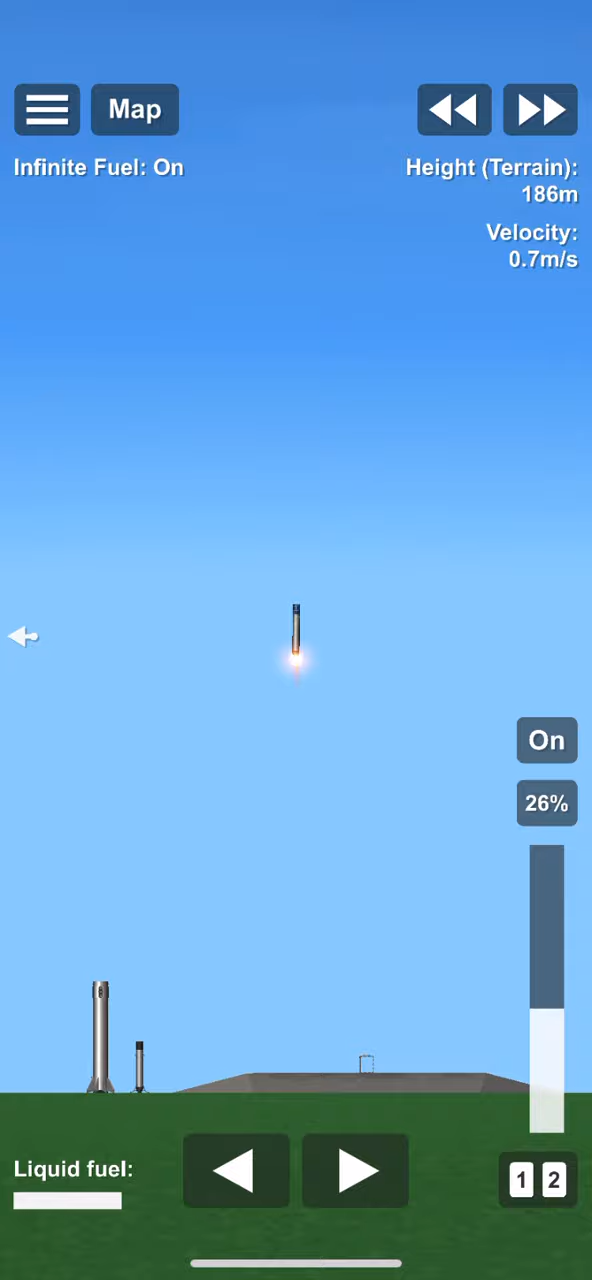 Map
Infinite Fuel: On
Height (Terrain):
186m
Velocity:
0.7m/s
On
26%
Liquid fuel:
1 2